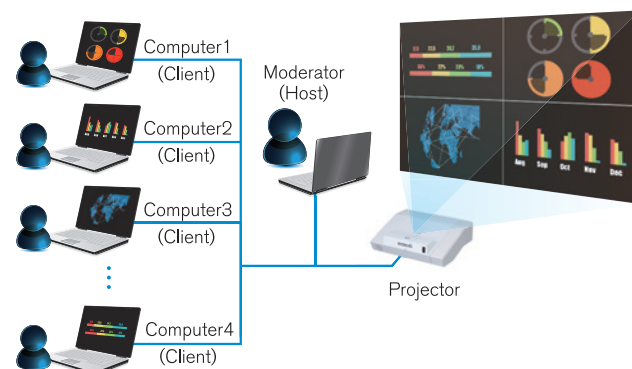 Computer1
(Client)
Computer2
(Client)
Computer3
(Client)
Computer4
(Client)
Moderator
(Host)
Projector
Aug Sep Oct Nov Dec